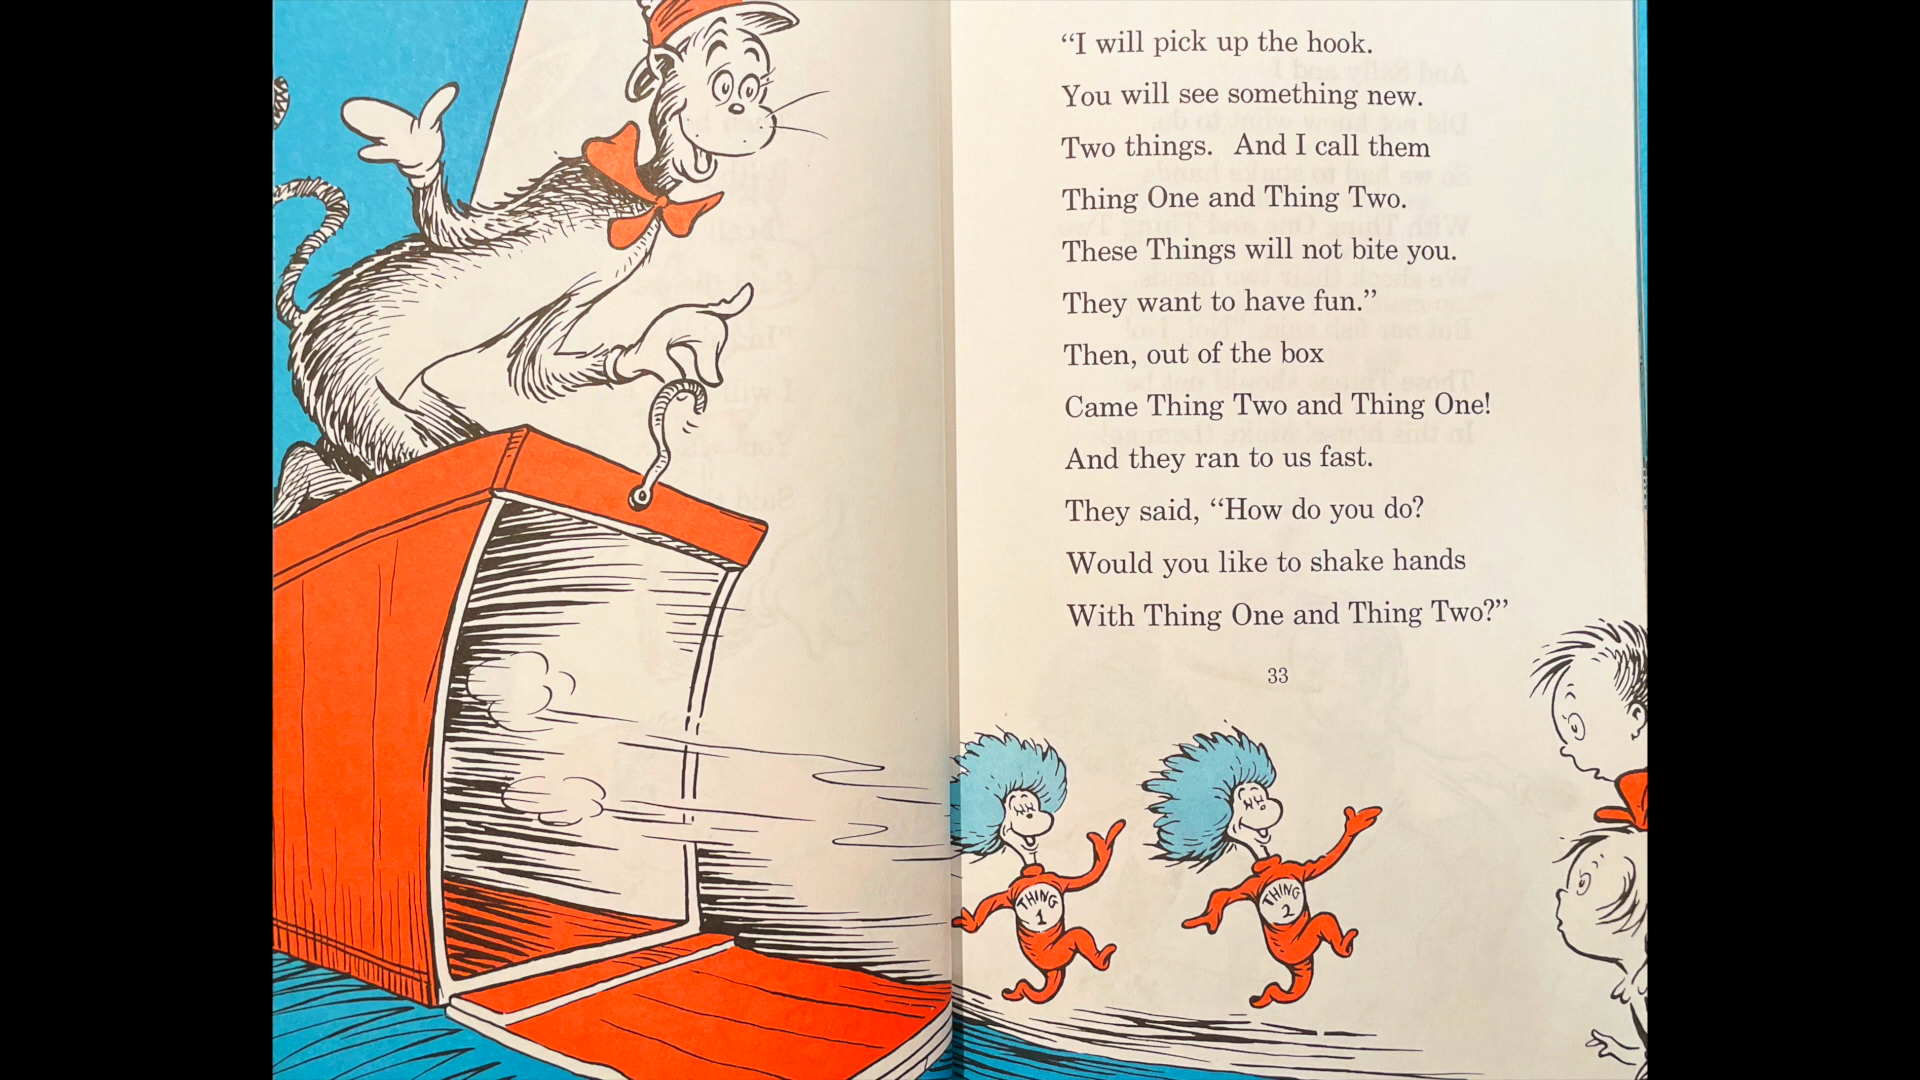 “I will pick up the hook.
You will see something new.
Two things. And I call them
Thing One and Thing Two.
These Things will not bite you.
They want to have fun.”
Then, out of the box
Came Thing Two and Thing One!
And they ran to us fast.
They said, “How do you do?
Would you like to shake hands
With Thing One and Thing Two?”
33
THING
1
THING
2